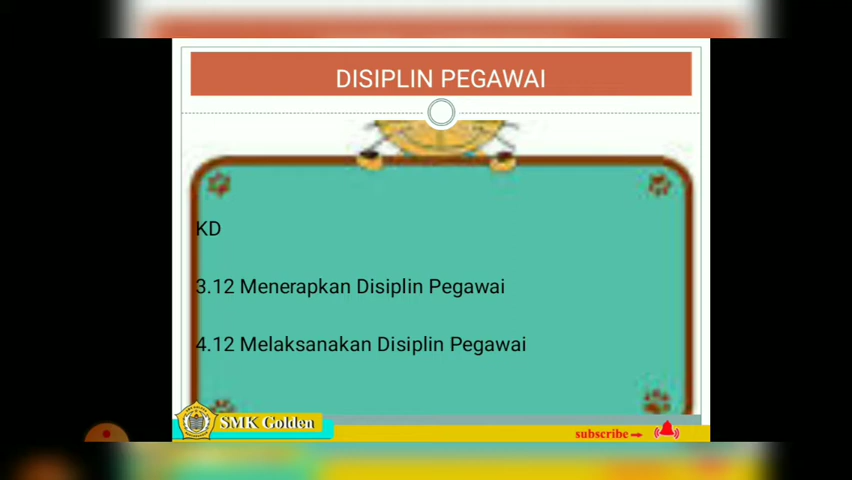 DISIPLIN PEGAWAI
KD
3.12 Menerapkan Disiplin Pegawai
4.12 Melaksanakan Disiplin Pegawai
SMK Golden
subscribe